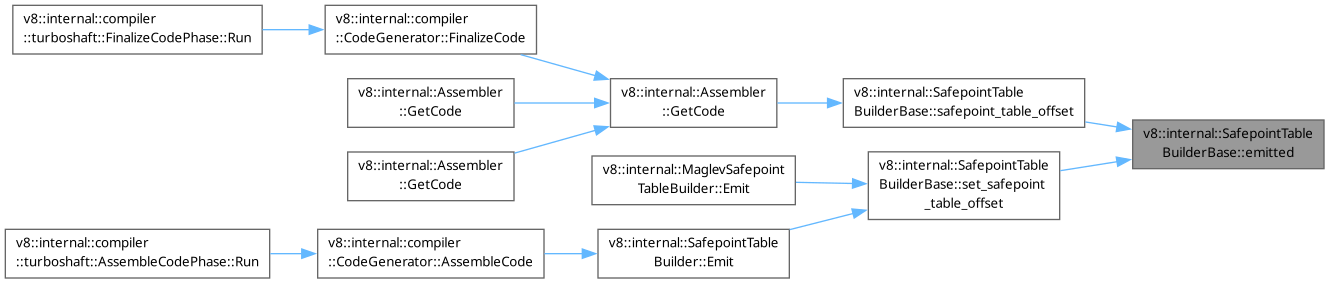 v8::internal::compiler
::turboshaft::FinalizeCodePhase::Run
v8::internal::compiler
::CodeGenerator::FinalizeCode
v8::internal::Assembler
::GetCode
v8::internal::Assembler
::GetCode
v8::internal::Assembler
::GetCode
v8::internal::SafepointTable
BuilderBase::safepoint_table_offset
v8::internal::SafepointTable
BuilderBase::emitted
v8::internal::MaglevSafepoint
TableBuilder::Emit
v8::internal::SafepointTable
BuilderBase::set_safepoint
_table_offset
v8::internal::compiler
::turboshaft::AssembleCodePhase::Run
v8::internal::compiler
::CodeGenerator::AssembleCode
v8::internal::SafepointTable
Builder::Emit